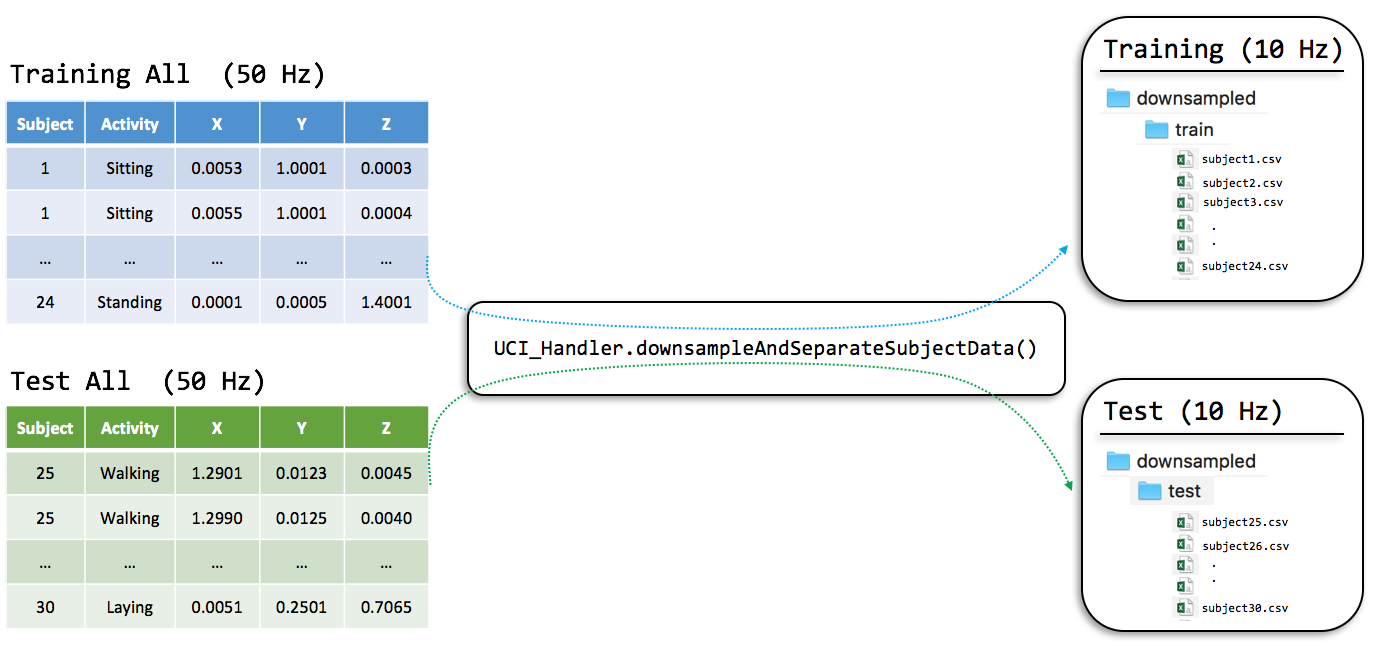 Training All (50 Hz)
Subject Activity X Y Z
1 Sitting 0.0053 1.0001 0.0003
1 Sitting 0.0055 1.0001 0.0004
... ... ... ... ...
24 Standing 0.0001 0.0005 1.4001
Test All (50 Hz)
Subject Activity X Y Z
25 Walking 1.2901 0.0123 0.0045
25 Walking 1.2990 0.0125 0.0040
... ... ... ... ...
30 Laying 0.0051 0.2501 0.7065
UCI_Handler.downsampleAndSeparateSubjectData()
Training (10 Hz)
downsampled
train
subject1.csv
subject2.csv
subject3.csv
.
.
subject24.csv
Test (10 Hz)
downsampled
test
subject25.csv
subject26.csv
.
.
subject30.csv